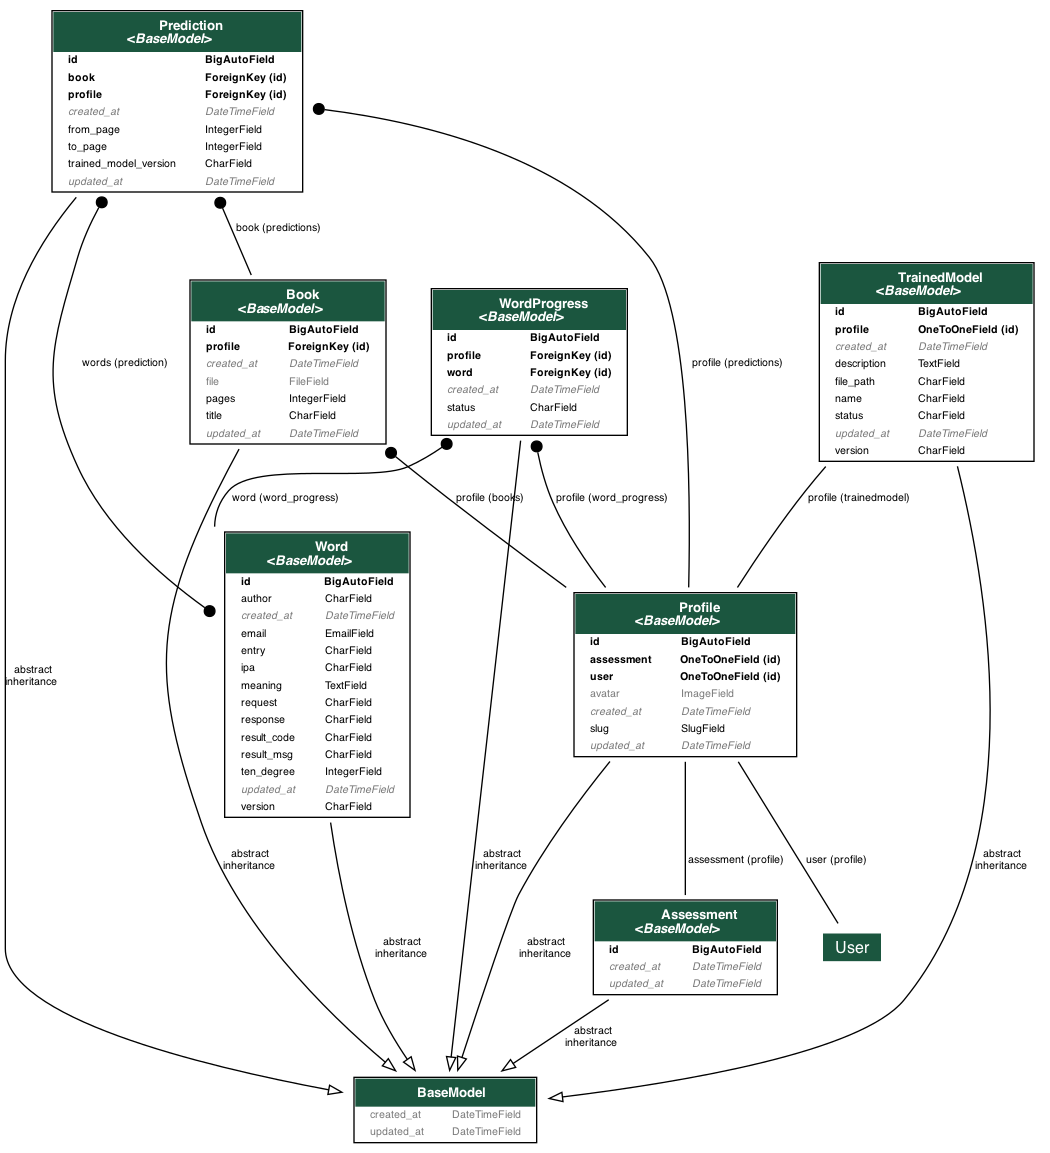 Prediction
<BaseModel>
id BigAutoField
book ForeignKey (id)
profile ForeignKey (id)
created_at DateTimeField
from_page IntegerField
to_page IntegerField
trained_model_version CharField
updated_at DateTimeField
book (predictions)
words (prediction)
profile (predictions)
Book
<BaseModel>
id BigAutoField
profile ForeignKey (id)
created_at DateTimeField
file FileField
pages IntegerField
title CharField
updated_at DateTimeField
WordProgress
<BaseModel>
id BigAutoField
profile ForeignKey (id)
word ForeignKey (id)
created_at DateTimeField
status CharField
updated_at DateTimeField
TrainedModel
<BaseModel>
id BigAutoField
profile OneToOneField (id)
created_at DateTimeField
description TextField
file_path CharField
name CharField
status CharField
updated_at DateTimeField
version CharField
word (word_progress)
profile (books)
profile (word_progress)
profile (trainedmodel)
Word
<BaseModel>
id BigAutoField
author CharField
created_at DateTimeField
email EmailField
entry CharField
ipa CharField
meaning TextField
request CharField
response CharField
result_code CharField
result_msg CharField
ten_degree IntegerField
updated_at DateTimeField
version CharField
Profile
<BaseModel>
id BigAutoField
assessment OneToOneField (id)
user OneToOneField (id)
avatar ImageField
created_at DateTimeField
slug SlugField
updated_at DateTimeField
abstract
inheritance
abstract
inheritance
abstract
inheritance
assessment (profile)
user (profile)
abstract
inheritance
abstract
inheritance
abstract
inheritance
Assessment
<BaseModel>
id BigAutoField
created_at DateTimeField
updated_at DateTimeField
User
abstract
inheritance
BaseModel
created_at DateTimeField
updated_at DateTimeField